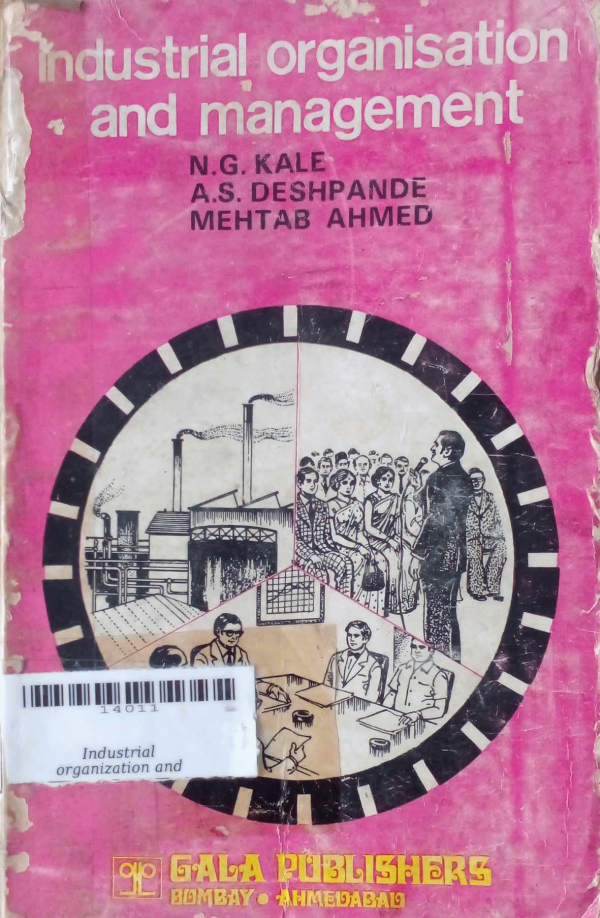 industrial organisation
and management
N.G. KALE
A.S. DESHPANDE
MEHTAB AHMED
14011
Industrial
organization and
GALA PUBLISHERS
BOMBAY • AHMEDABAD